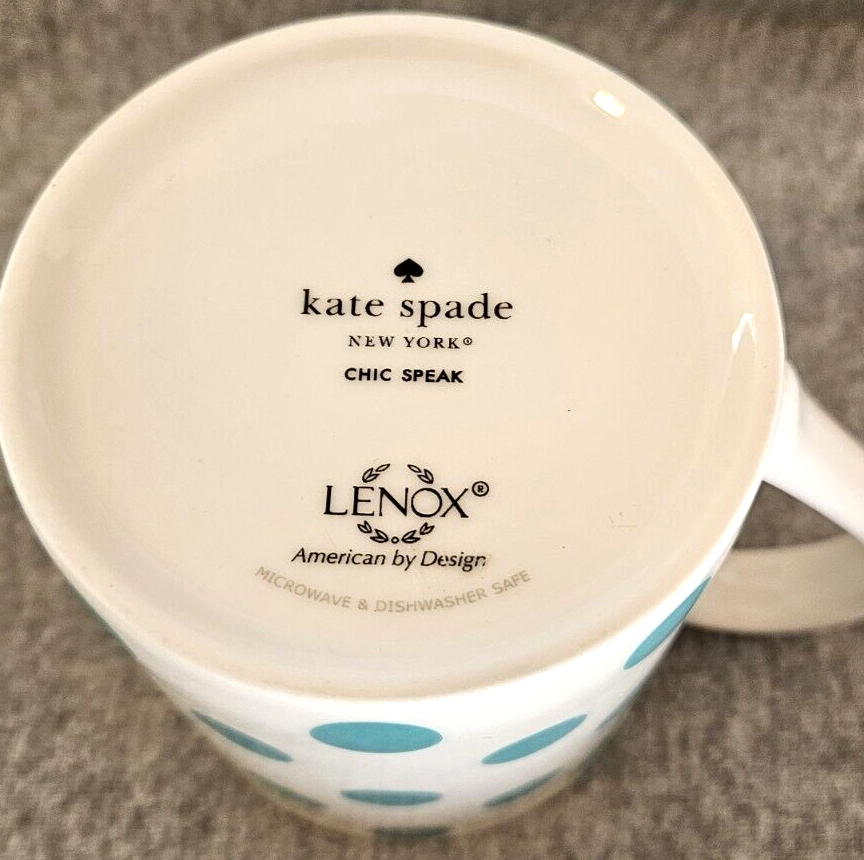 kate spade
NEW YORK®
CHIC SPEAK
LENOX®
American by Design
MICROWAVE & DISHWASHER SAFE